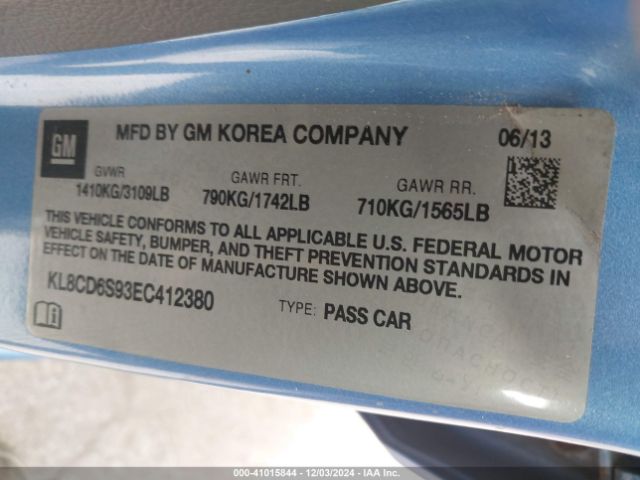 GM
MFD BY GM KOREA COMPANY 06/13
GVWR GAWR FRT. GAWR RR.
1410KG/3109LB 790KG/1742LB 710KG/1565LB
THIS VEHICLE CONFORMS TO ALL APPLICABLE U.S. FEDERAL MOTOR
VEHICLE SAFETY, BUMPER, AND THEFT PREVENTION STANDARDS IN
EFFECT ON THE DATE OF MANUFACTURE SHOWN ABOVE.
KL8CD6S93EC412380 TYPE: PASS CAR
000-41015844 - 12/03/2024 - IAA Inc.